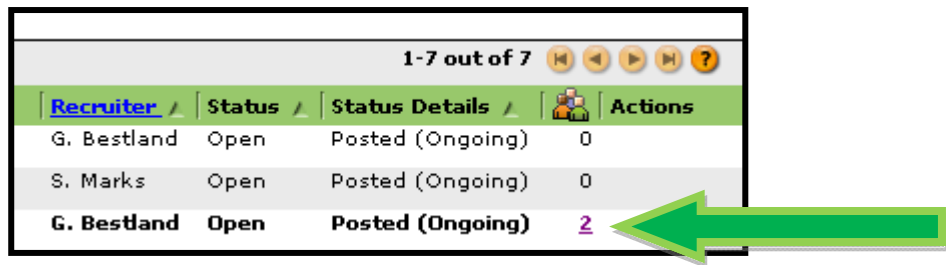 1-7 out of 7 ?
Recruiter Status Status Details Actions
G. Bestland Open Posted (Ongoing) 0
S. Marks Open Posted (Ongoing) 0
G. Bestland Open Posted (Ongoing) 2